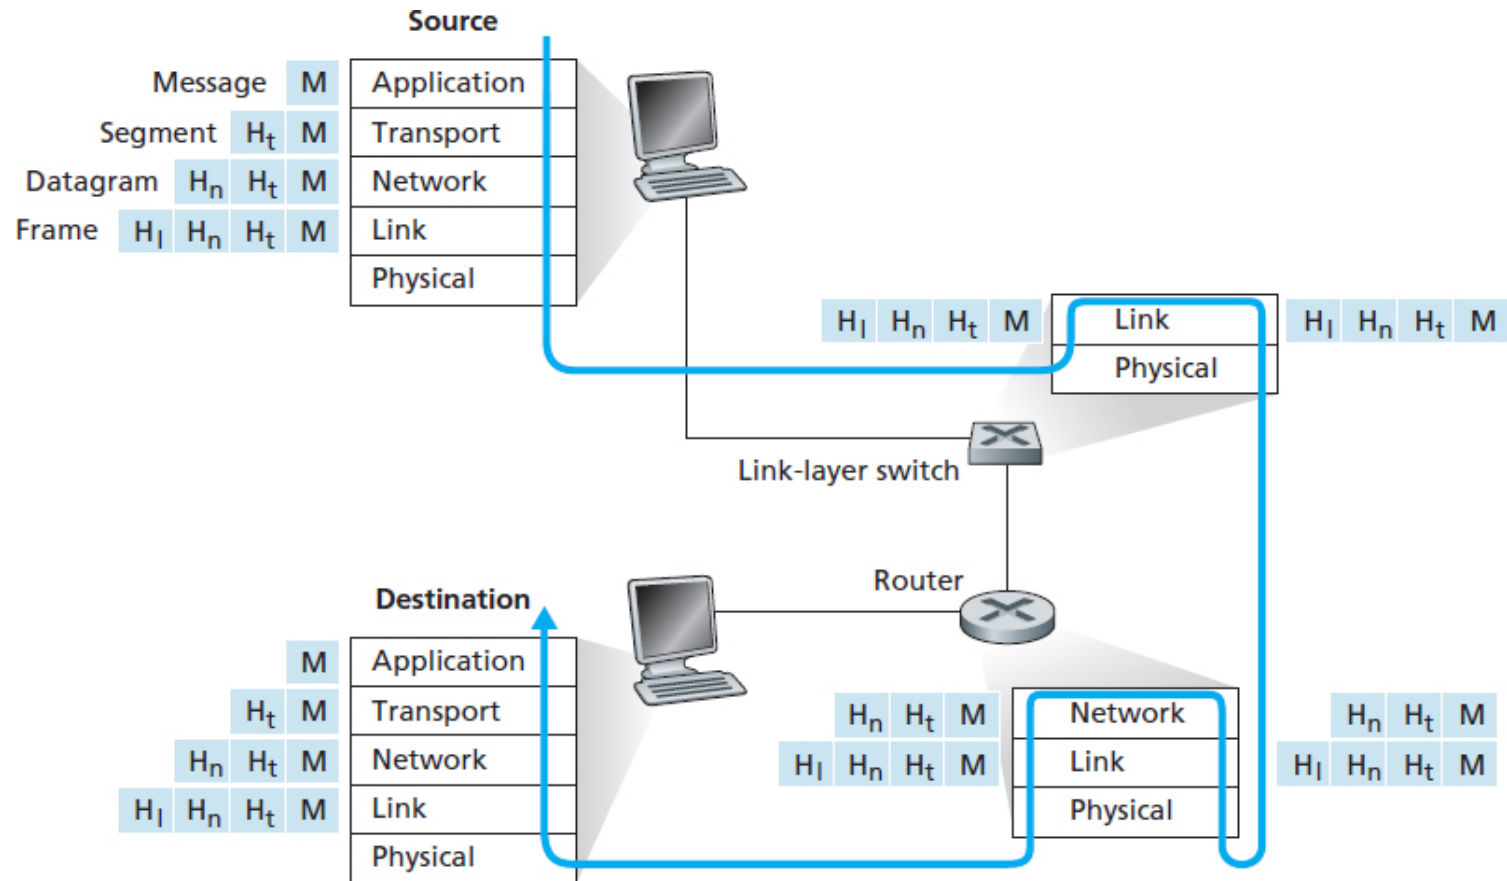 Source
Message M Application
Segment Ht M Transport
Datagram Hn Ht M Network
Frame Hl Hn Ht M Link
Physical
Hl Hn Ht M Link Hl Hn Ht M
Physical
Link-layer switch
Router
Destination
M Application
Ht M Transport
Hn Ht M Network
Hl Hn Ht M Link
Physical
Hn Ht M Network Hn Ht M
Hl Hn Ht M Link Hl Hn Ht M
Physical